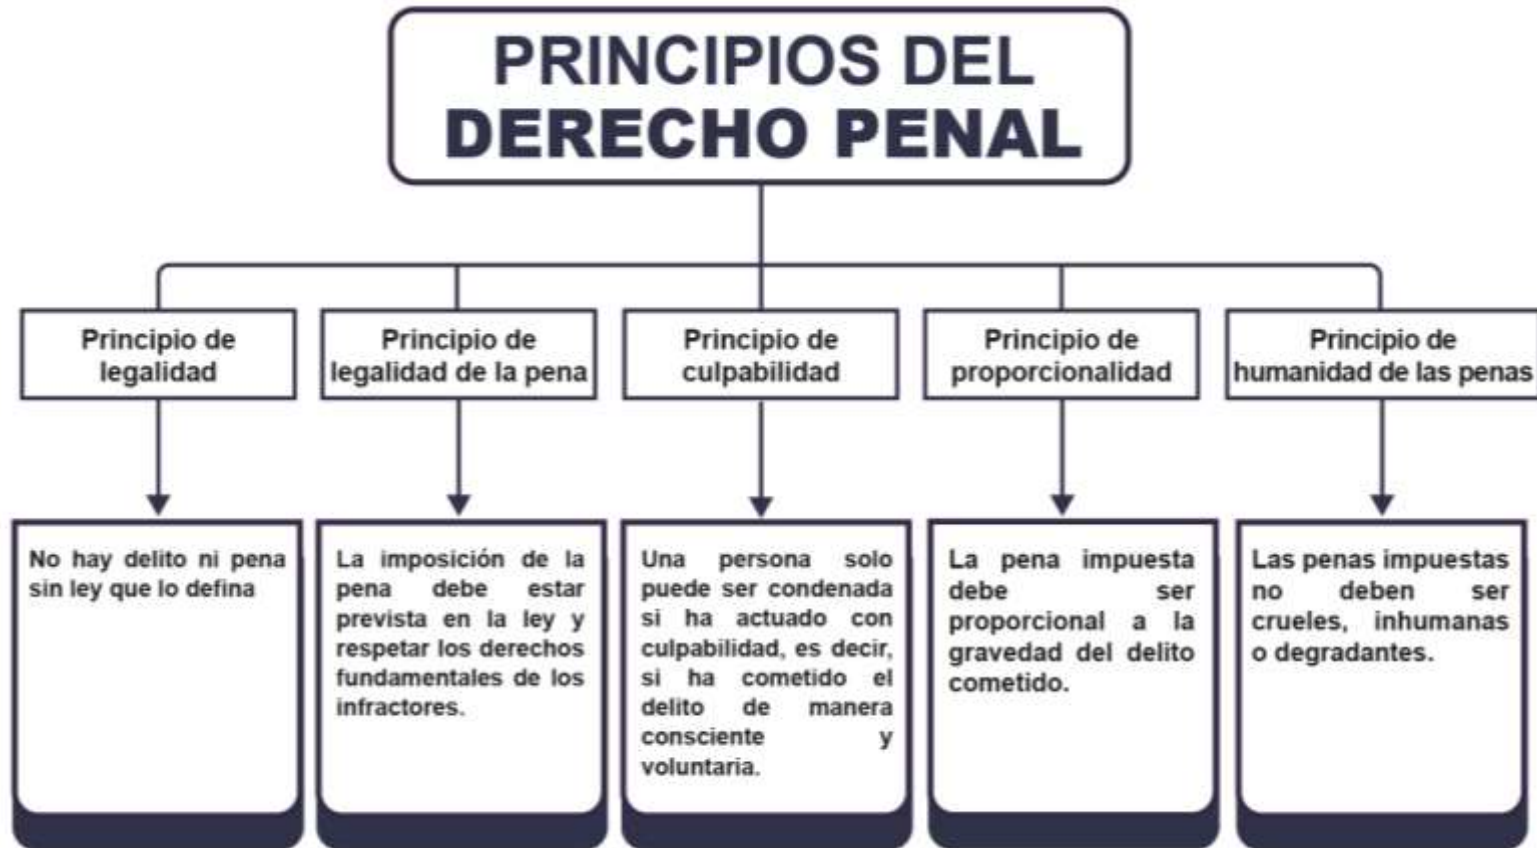 PRINCIPIOS DEL
DERECHO PENAL
Principio de
legalidad
Principio de
legalidad de la pena
Principio de
culpabilidad
Principio de
proporcionalidad
Principio de
humanidad de las penas
No hay delito ni pena
sin ley que lo defina
La imposición de la
pena debe estar
prevista en la ley y
respetar los derechos
fundamentales de los
infractores.
Una persona solo
puede ser condenada
si ha actuado con
culpabilidad, es decir,
si ha cometido el
delito de manera
consciente y
voluntaria.
La pena impuesta
debe ser
proporcional a la
gravedad del delito
cometido.
Las penas impuestas
no deben ser
crueles, inhumanas
o degradantes.